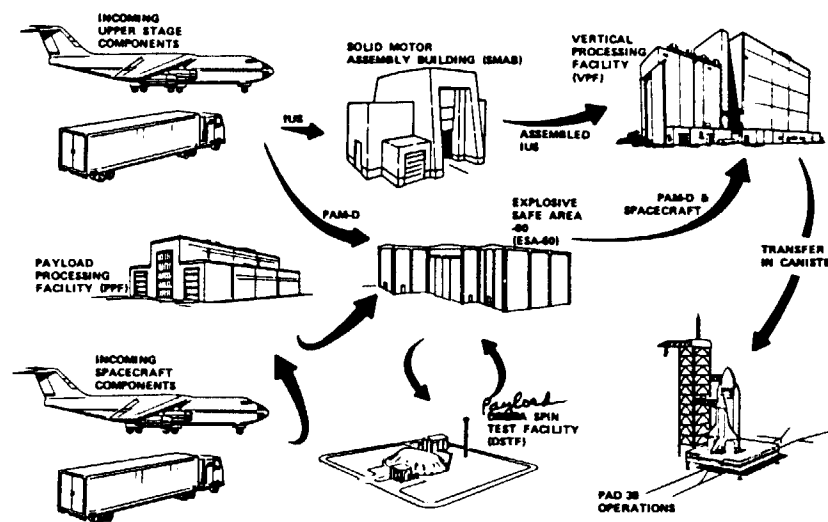 INCOMING
UPPER STAGE
COMPONENTS
SOLID MOTOR
ASSEMBLY BUILDING (SMAB)
VERTICAL
PROCESSING
FACILITY
(VPF)
IUS
ASSEMBLED
IUS
PAM-D
EXPLOSIVE
SAFE AREA
-60
(ESA-60)
PAM-D &
SPACECRAFT
TRANSFER
IN CANISTE
PAYLOAD
PROCESSING
FACILITY (PPF)
INCOMING
SPACECRAFT
COMPONENTS
Payload
SPIN
TEST FACILITY
(DSTF)
PAD 39
OPERATIONS